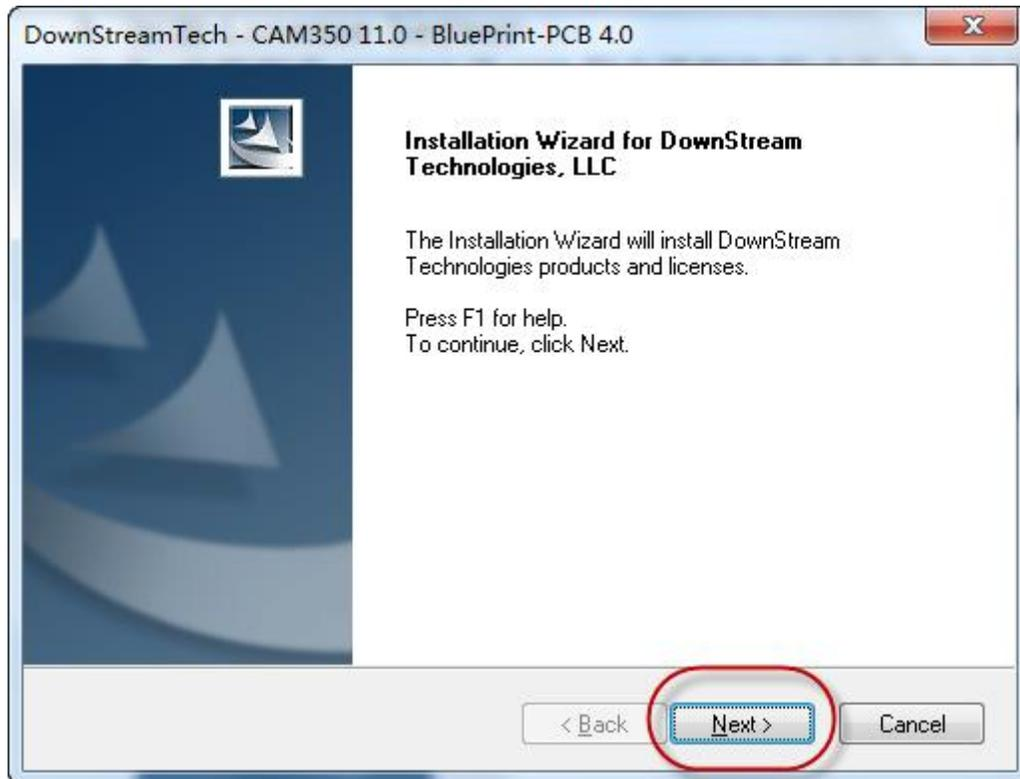 DownStreamTech - CAM350 11.0 - BluePrint-PCB 4.0
Installation Wizard for DownStream
Technologies, LLC
The Installation Wizard will install DownStream
Technologies products and licenses.
Press F1 for help.
To continue, click Next.
< Back
Next >
Cancel